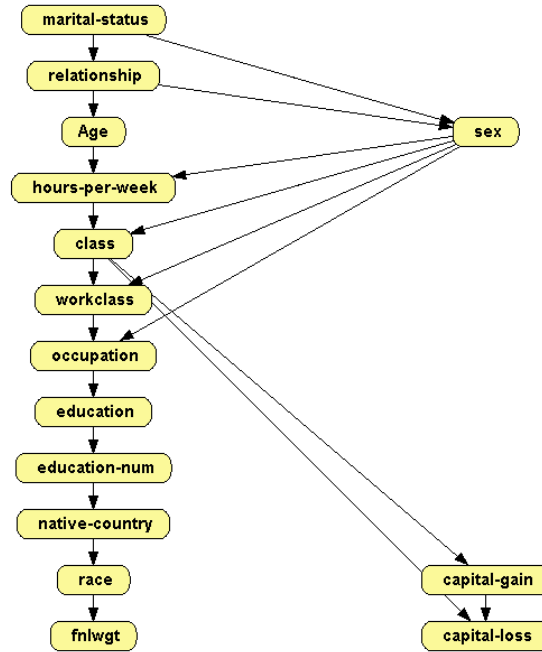 marital-status
relationship
Age
sex
hours-per-week
class
workclass
occupation
education
education-num
native-country
race
capital-gain
fnlwgt
capital-loss